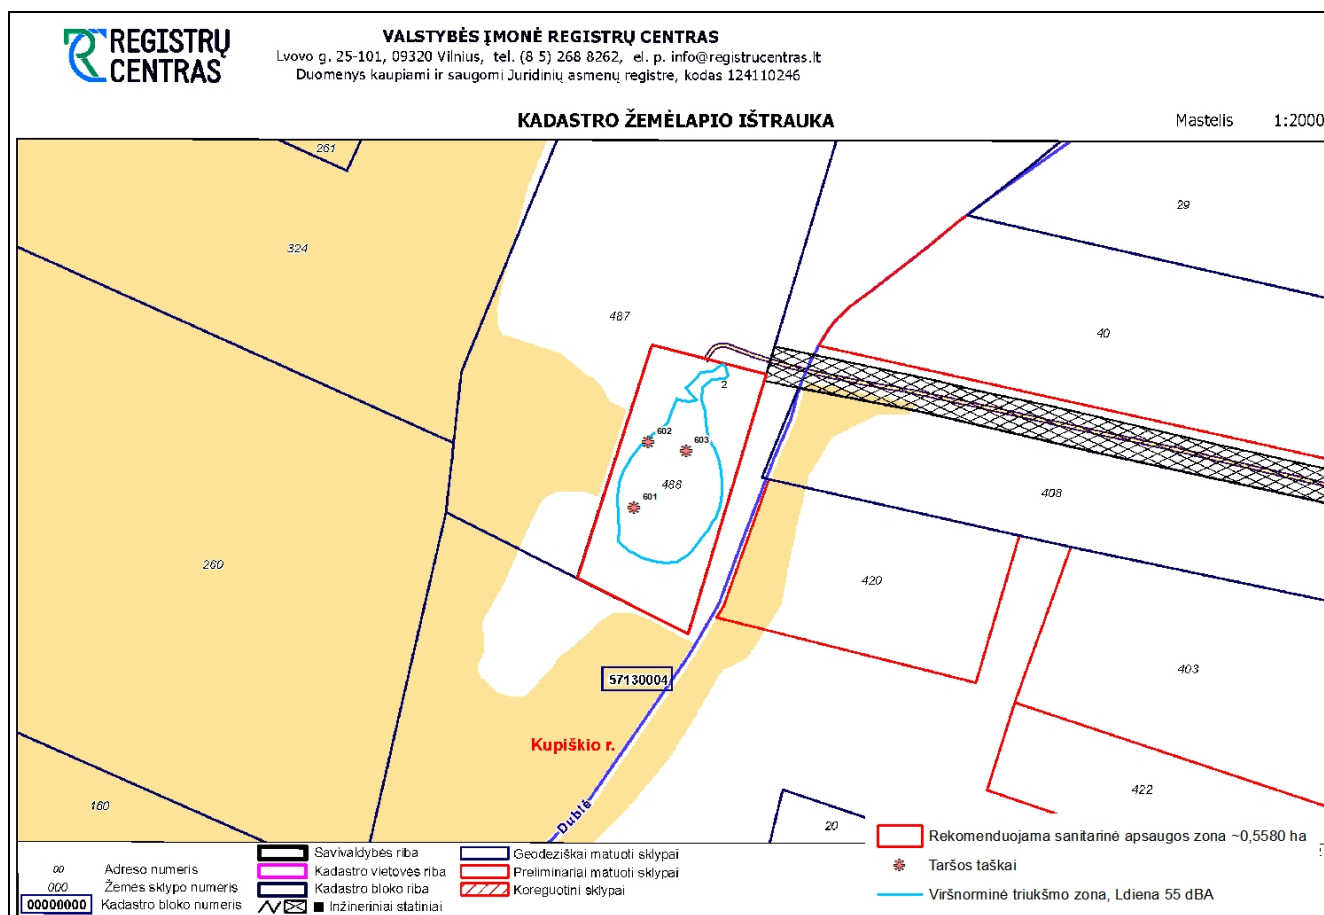 REGISTRŲ
CENTRAS
VALSTYBĖS ĮMONĖ REGISTRŲ CENTRAS
Lvovo g. 25-101, 09320 Vilnius, tel. (8 5) 268 8262, el. p. info@registrucentras.lt
Duomenys kaupiami ir saugomi Juridinių asmenų registre, kodas 124110246
KADASTRO ŽEMĖLAPIO IŠTRAUKA
Mastelis 1:2000
261
29
324
487
40
2
602
603
468
601
408
260
420
403
57130004
Kupiškio r.
422
160
Dublė
20
00 Adreso numeris
000 Žemės sklypo numeris
00000000 Kadastro bloko numeris
Savivaldybės riba
Kadastro vietovės riba
Kadastro bloko riba
Inžineriniai statiniai
Geodeziškai matuoti sklypai
Preliminariai matuoti sklypai
Koreguotini sklypai
Rekomenduojama sanitarinė apsaugos zona ~0,5580 ha
Taršos taškai
Viršnorminė triukšmo zona, Ldiena 55 dBA